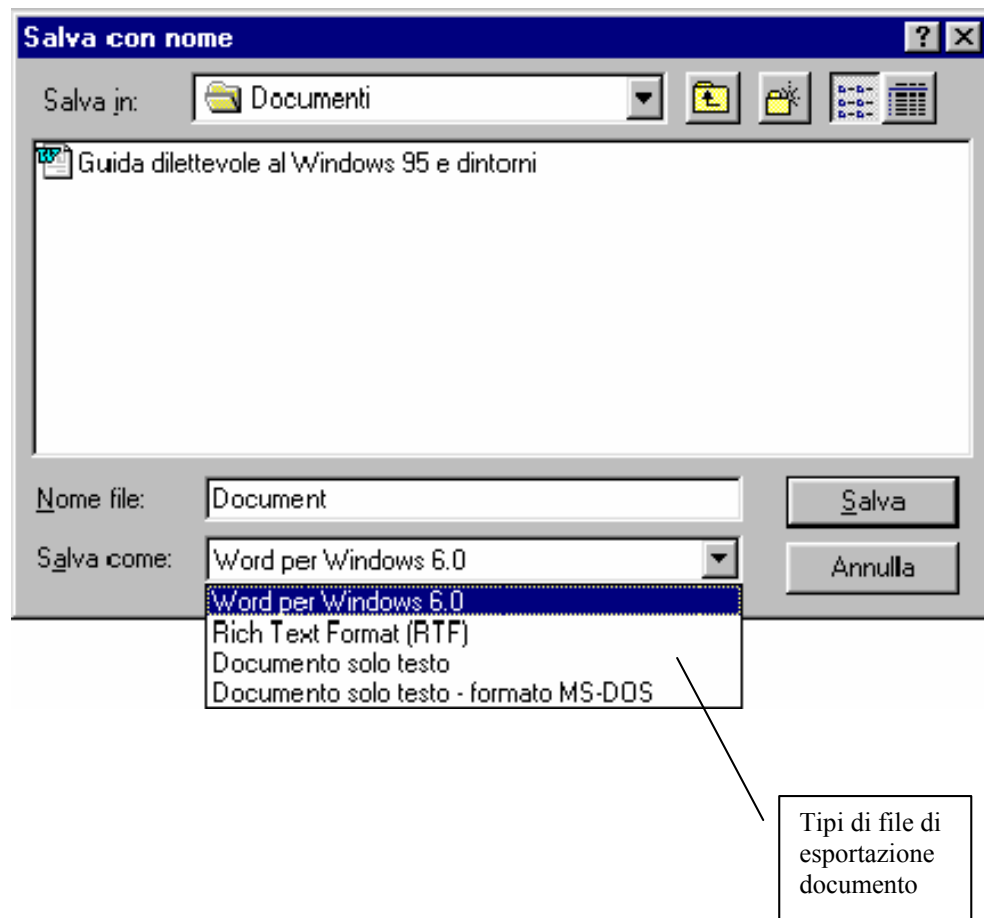 Salva con nome
Salva in: Documenti
Guida dilettevole al Windows 95 e dintorni
Nome file: Document Salva
Salva come: Word per Windows 6.0 Annulla
Word per Windows 6.0
Rich Text Format (RTF)
Documento solo testo
Documento solo testo - formato MS-DOS
Tipi di file di
esportazione
documento